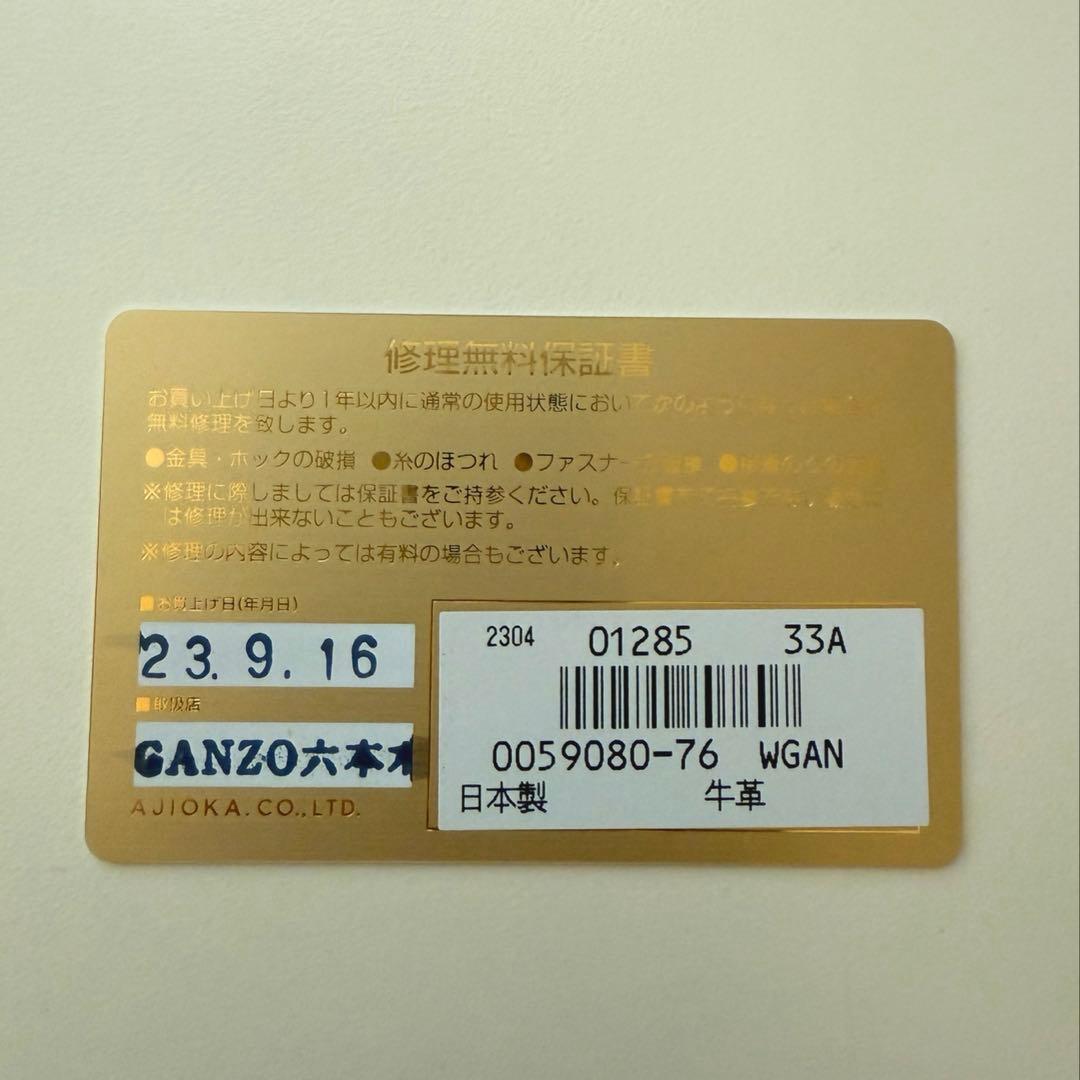 修理無料保証書
お買い上げ日より1年以内に通常の使用状態において
無料修理を致します。
●金具・ホックの破損 ●糸のほつれ ●ファスナー
※修理に際しましては保証書をご持参ください。保証書
は修理が出来ないこともございます。
※修理の内容によっては有料の場合もございます。
■お買上げ日(年月日)
23.9.16
■取扱店
GANZO六本木
AJIOKA.CO.,LTD.
2304 01285 33A
0059080-76 WGAN
日本製 牛革